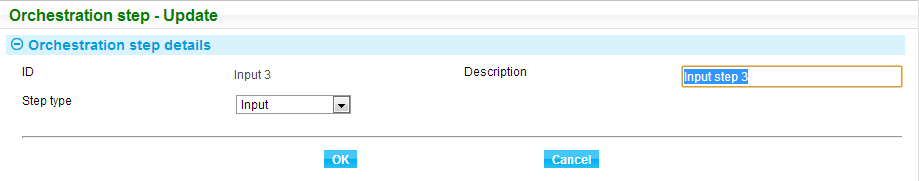 Orchestration step - Update
Orchestration step details
ID Input 3 Description Input step 3
Step type Input
OK Cancel